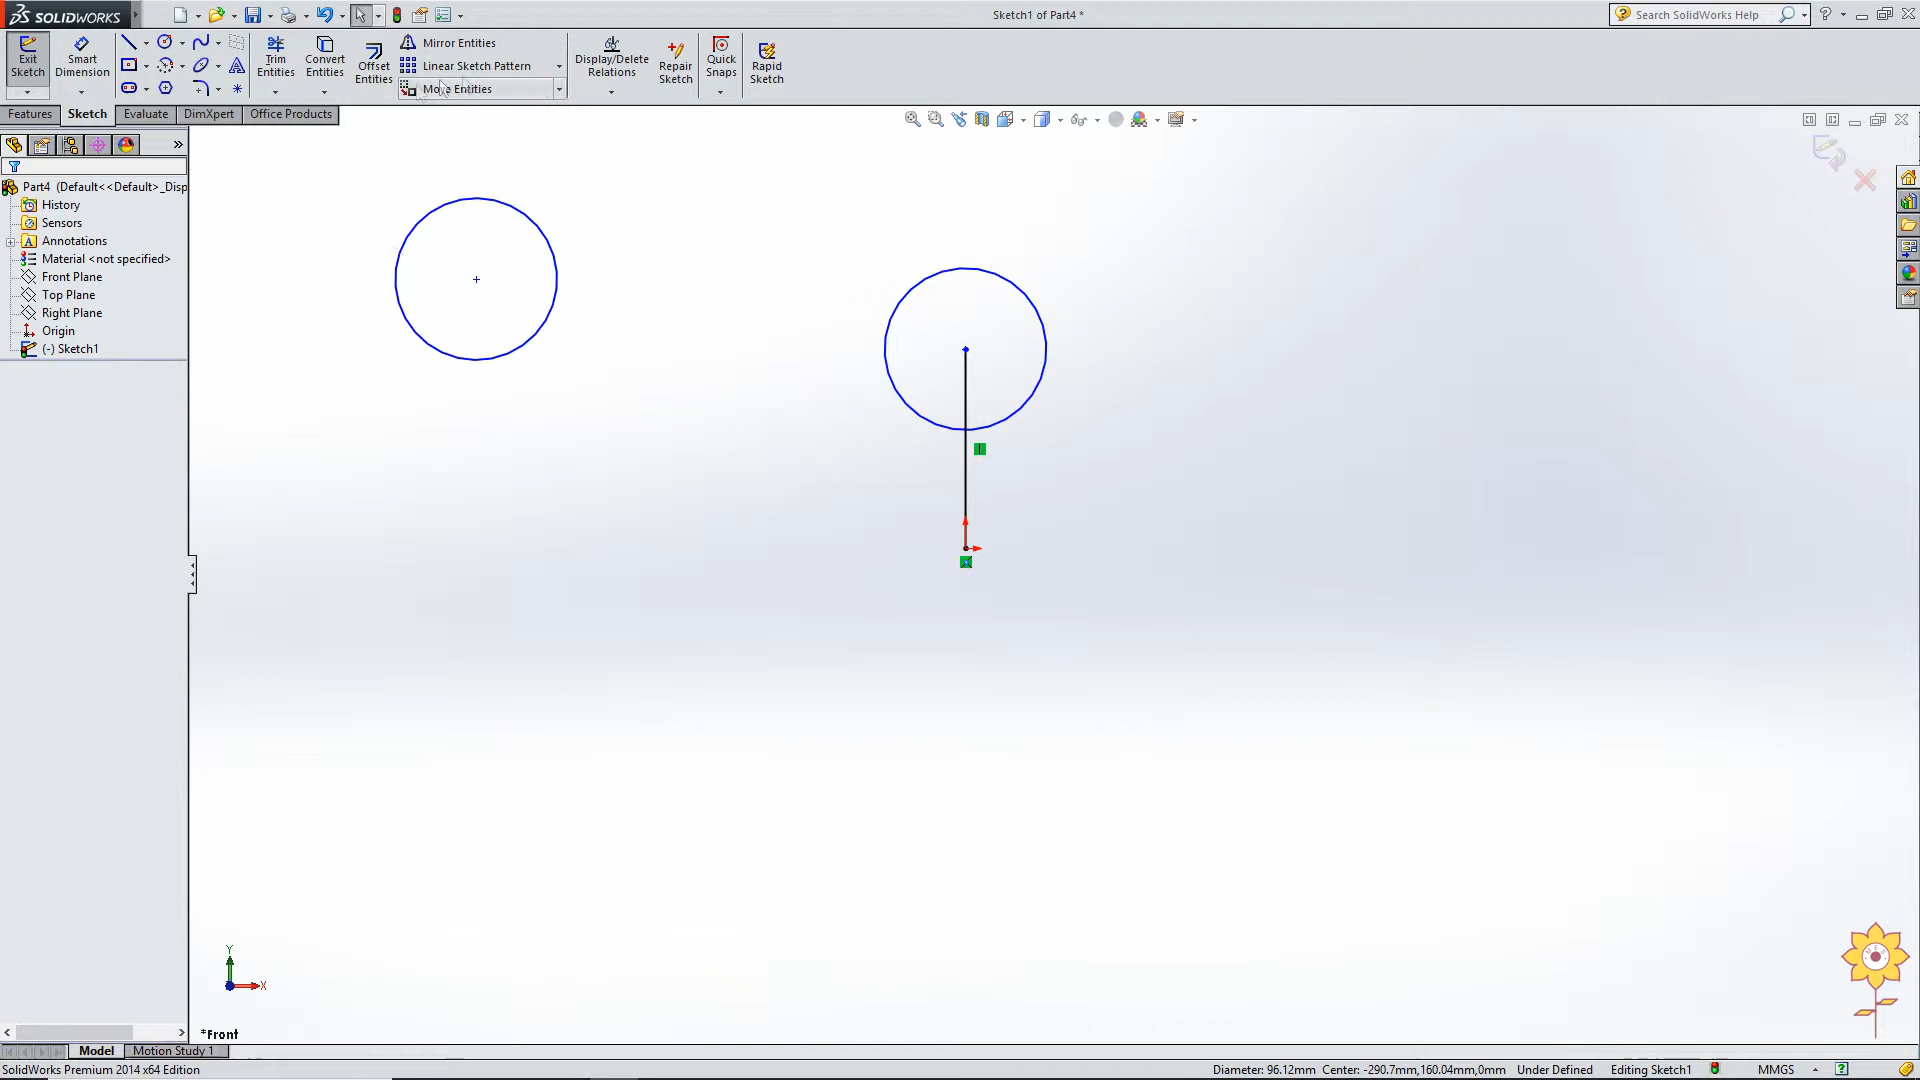 SOLIDWORKS
Sketch1 of Part4 *
Search SolidWorks Help
Exit Sketch
Smart Dimension
Trim Entities
Convert Entities
Offset Entities
Mirror Entities
Linear Sketch Pattern
Move Entities
Display/Delete Relations
Repair Sketch
Quick Snaps
Rapid Sketch
Features
Sketch
Evaluate
DimXpert
Office Products
Part4 (Default<<Default>_Disp
History
Sensors
Annotations
Material <not specified>
Front Plane
Top Plane
Right Plane
Origin
(-) Sketch1
Y
X
*Front
Model
Motion Study 1
SolidWorks Premium 2014 x64 Edition
Diameter: 96.12mm Center: -290.7mm,160.04mm,0mm
Under Defined
Editing Sketch1
MMGS